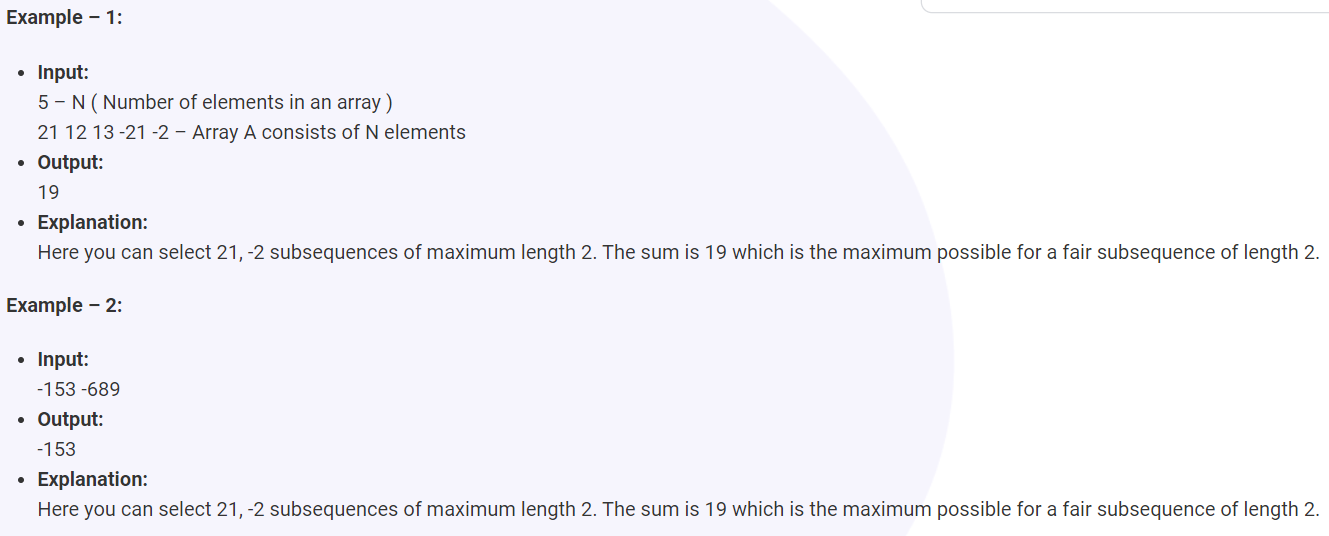 Example – 1:
• Input:
5 – N ( Number of elements in an array )
21 12 13 -21 -2 – Array A consists of N elements
• Output:
19
• Explanation:
Here you can select 21, -2 subsequences of maximum length 2. The sum is 19 which is the maximum possible for a fair subsequence of length 2.
Example – 2:
• Input:
-153 -689
• Output:
-153
• Explanation:
Here you can select 21, -2 subsequences of maximum length 2. The sum is 19 which is the maximum possible for a fair subsequence of length 2.